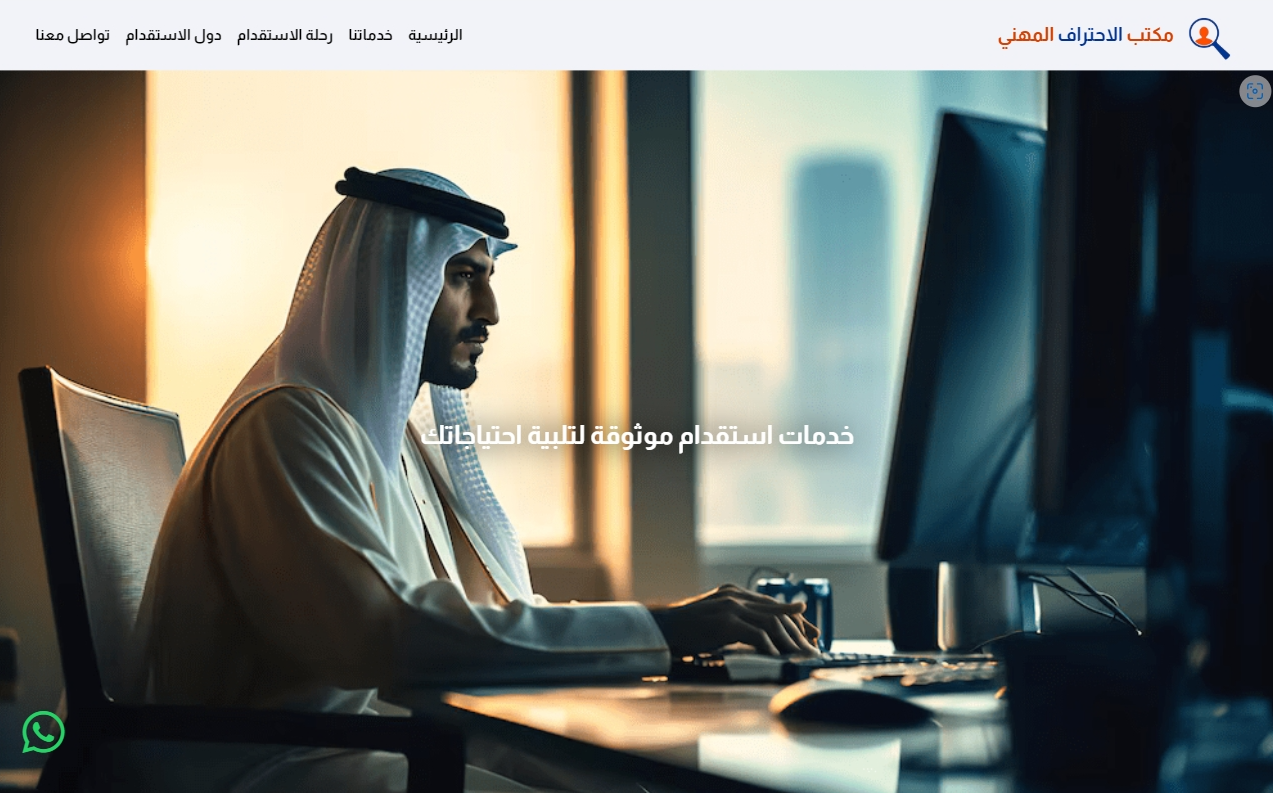 مكتب الاحتراف المهني
الرئيسية خدماتنا رحلة الاستقدام دول الاستقدام تواصل معنا
خدمات استقدام موثوقة لتلبية احتياجاتك